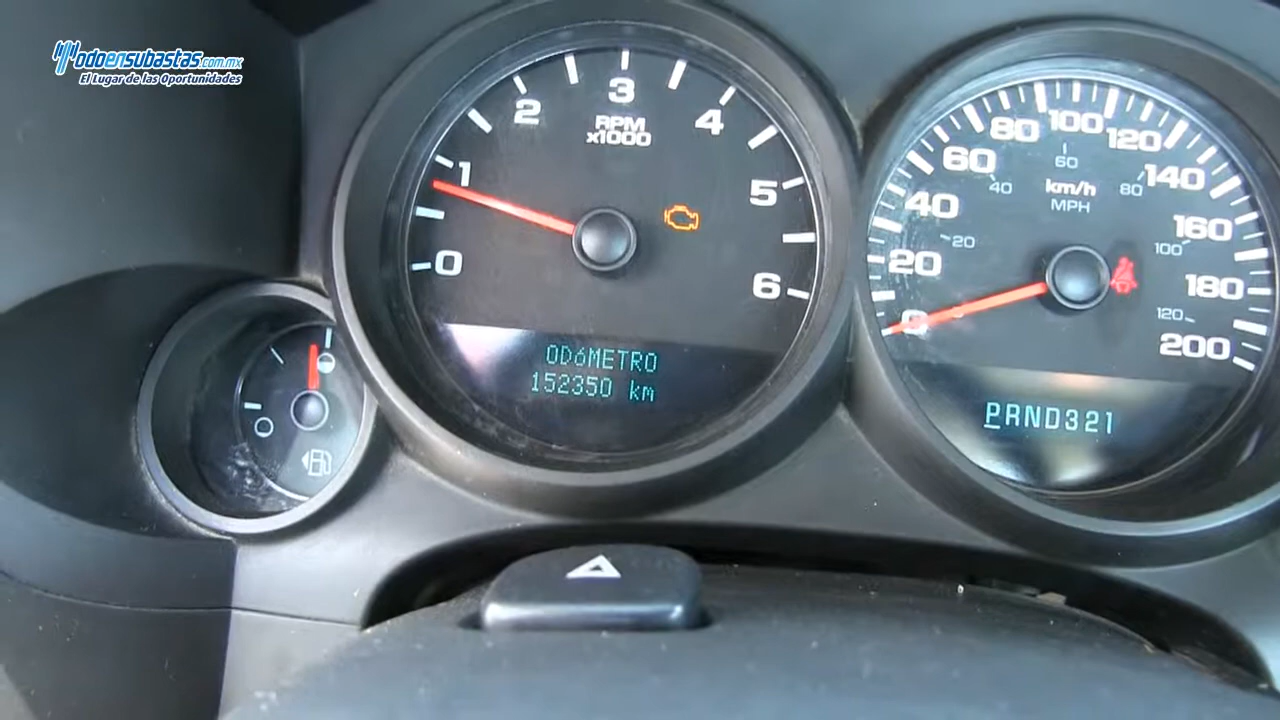 todoensubastas.com.mx
El Lugar de las Oportunidades
0
1
2
3
4
5
6
RPM
x1000
ODóMETRO
152350 km
0
20
40
60
80
100
120
140
160
180
200
20
40
60
80
100
120
km/h
MPH
PRND321